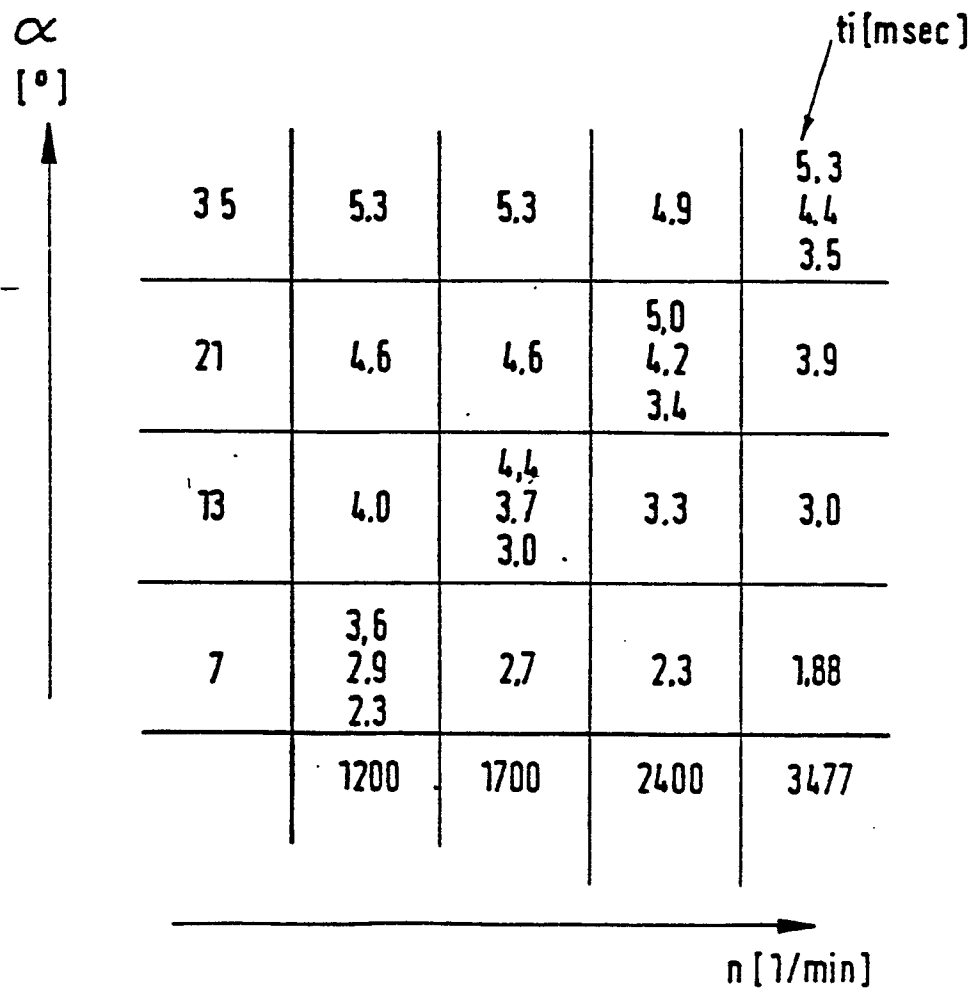 α
[°]
ti [msec]
35 5.3 5.3 4.9 5.3
4.4
3.5
21 4.6 4.6 5,0 3.9
4.2
3.4
13 4.0 4,4 3.3 3.0
3.7
3.0
7 3,6 2,7 2.3 1,88
2.9
2.3
1200 1700 2400 3477
n [1/min]